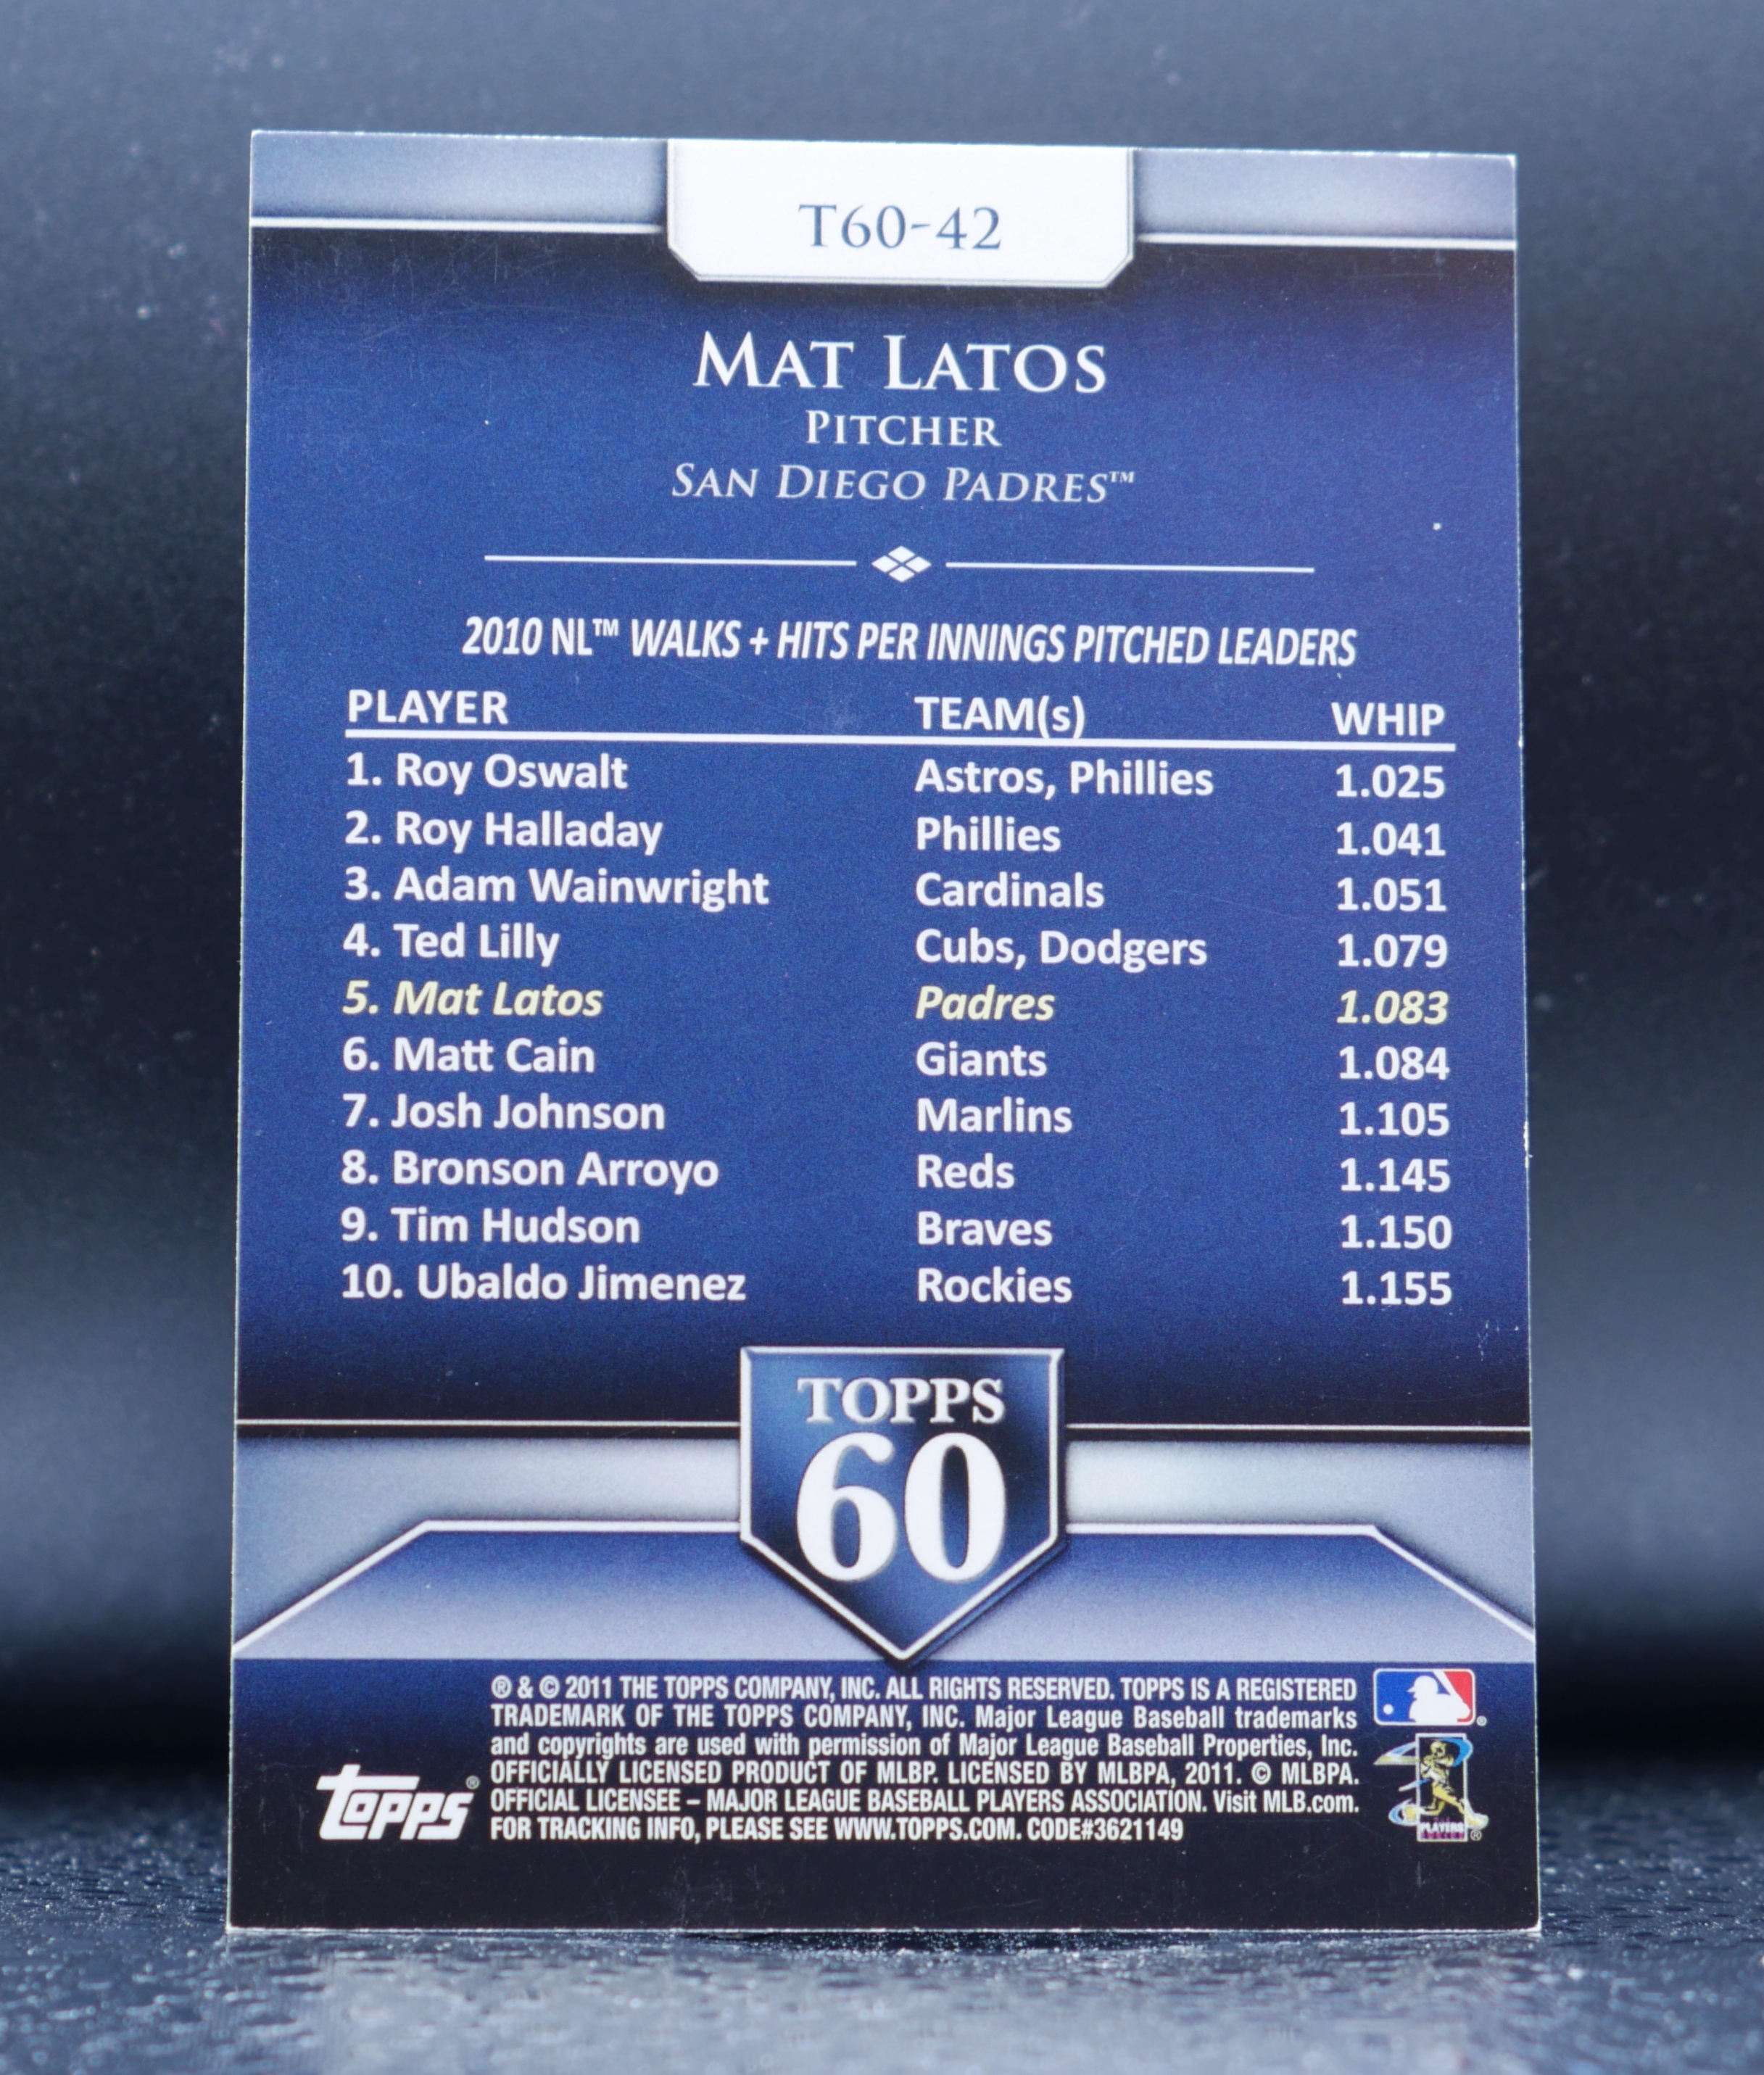 T60-42
MAT LATOS
PITCHER
SAN DIEGO PADRES™
2010 NL™ WALKS + HITS PER INNINGS PITCHED LEADERS
PLAYER TEAM(s) WHIP
1. Roy Oswalt Astros, Phillies 1.025
2. Roy Halladay Phillies 1.041
3. Adam Wainwright Cardinals 1.051
4. Ted Lilly Cubs, Dodgers 1.079
5. Mat Latos Padres 1.083
6. Matt Cain Giants 1.084
7. Josh Johnson Marlins 1.105
8. Bronson Arroyo Reds 1.145
9. Tim Hudson Braves 1.150
10. Ubaldo Jimenez Rockies 1.155
TOPPS
60
® & © 2011 THE TOPPS COMPANY, INC. ALL RIGHTS RESERVED. TOPPS IS A REGISTERED
TRADEMARK OF THE TOPPS COMPANY, INC. Major League Baseball trademarks
and copyrights are used with permission of Major League Baseball Properties, Inc.
OFFICIALLY LICENSED PRODUCT OF MLBP. LICENSED BY MLBPA, 2011. © MLBPA.
OFFICIAL LICENSEE – MAJOR LEAGUE BASEBALL PLAYERS ASSOCIATION. Visit MLB.com.
FOR TRACKING INFO, PLEASE SEE WWW.TOPPS.COM. CODE#3621149
Topps®
PLAYERS